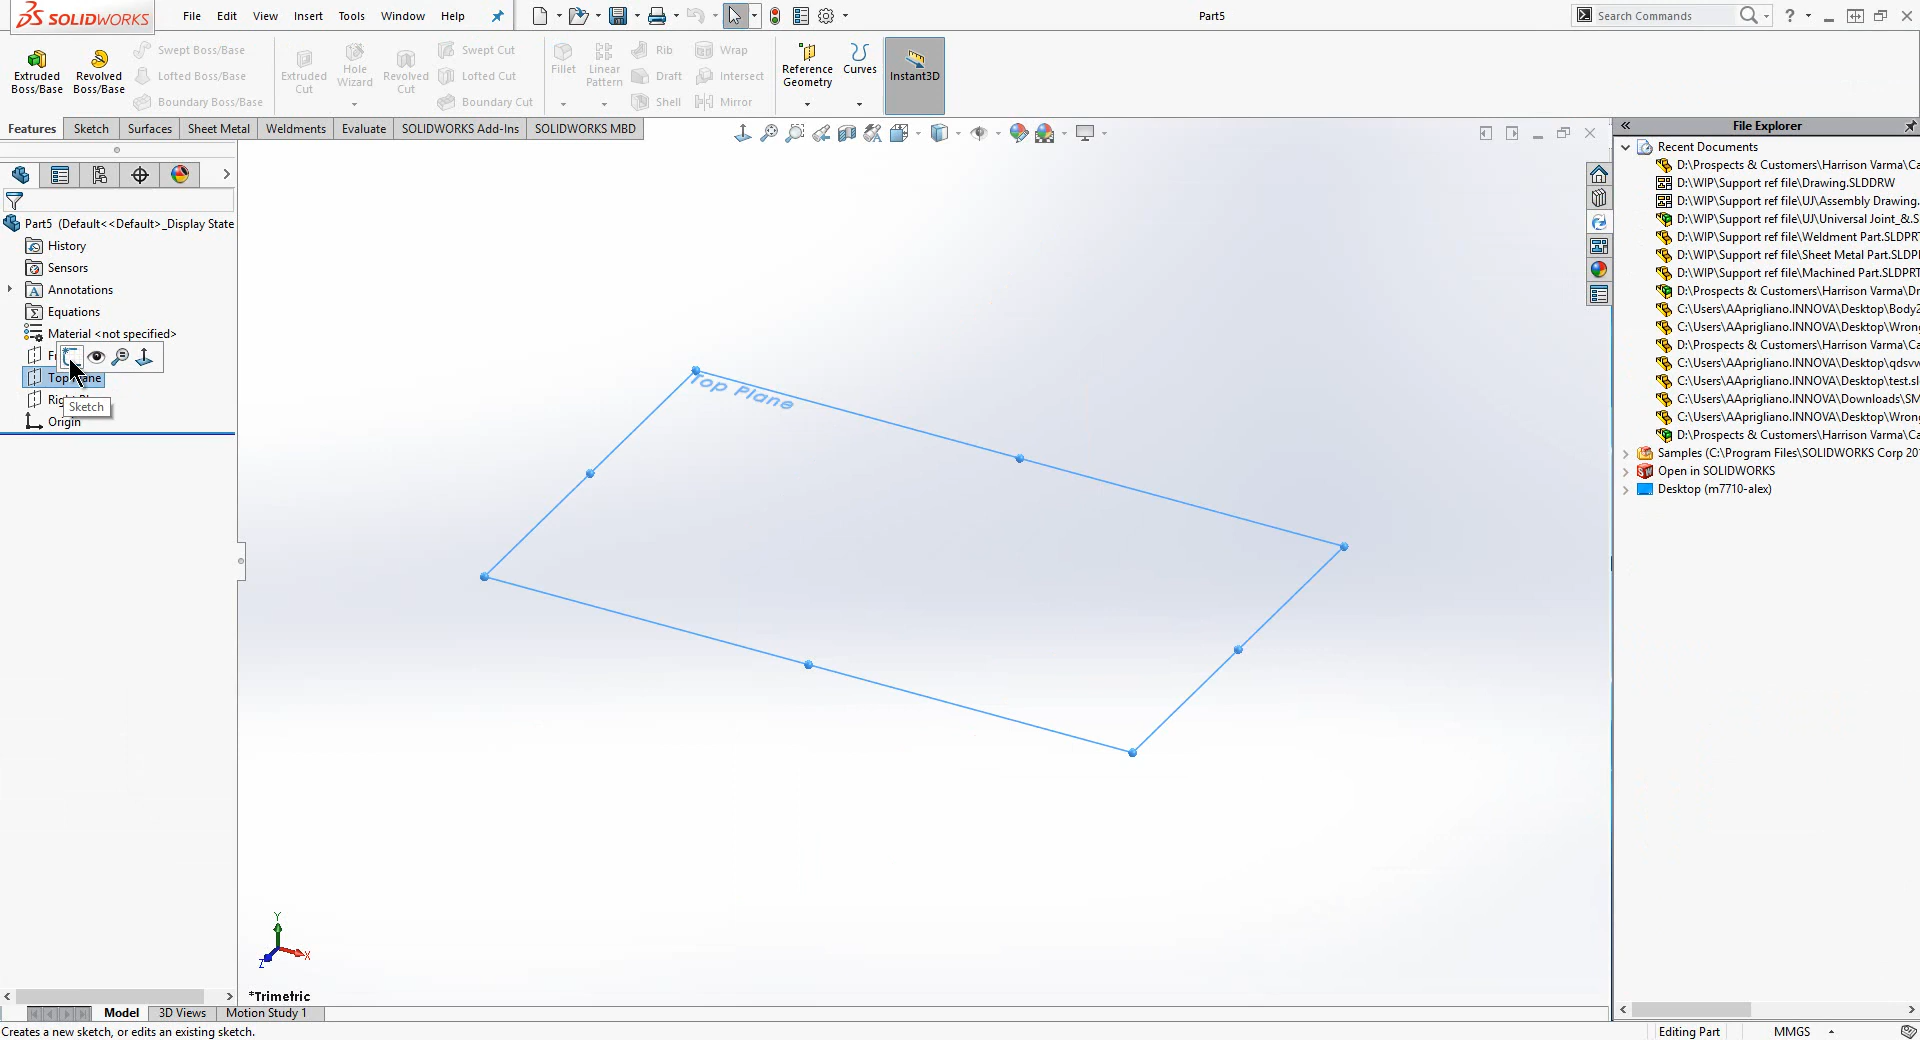 SOLIDWORKS File Edit View Insert Tools Window Help Part5 Search Commands
Extruded Boss/Base
Revolved Boss/Base
Swept Boss/Base
Lofted Boss/Base
Boundary Boss/Base
Extruded Cut
Hole Wizard
Revolved Cut
Swept Cut
Lofted Cut
Boundary Cut
Fillet
Linear Pattern
Rib
Draft
Shell
Wrap
Intersect
Mirror
Reference Geometry
Curves
Instant3D
Features Sketch Surfaces Sheet Metal Weldments Evaluate SOLIDWORKS Add-Ins SOLIDWORKS MBD
Part5 (Default<<Default>_Display State
History
Sensors
Annotations
Equations
Material <not specified>
Top Plane
Sketch
Origin
Top Plane
Y
X
Z
*Trimetric
Model 3D Views Motion Study 1
Creates a new sketch, or edits an existing sketch.
Editing Part MMGS
File Explorer
Recent Documents
D:\Prospects & Customers\Harrison Varma\Ca
D:\WIP\Support ref file\Drawing.SLDDRW
D:\WIP\Support ref file\UJ\Assembly Drawing.
D:\WIP\Support ref file\UJ\Universal Joint_&.S
D:\WIP\Support ref file\Weldment Part.SLDPRT
D:\WIP\Support ref file\Sheet Metal Part.SLDP
D:\WIP\Support ref file\Machined Part.SLDPRT
D:\Prospects & Customers\Harrison Varma\Dr
C:\Users\AAprigliano.INNOVA\Desktop\Body2
C:\Users\AAprigliano.INNOVA\Desktop\Wrong
D:\Prospects & Customers\Harrison Varma\Ca
C:\Users\AAprigliano.INNOVA\Desktop\qdsvw
C:\Users\AAprigliano.INNOVA\Desktop\test.sl
C:\Users\AAprigliano.INNOVA\Downloads\SM
C:\Users\AAprigliano.INNOVA\Desktop\Wrong
D:\Prospects & Customers\Harrison Varma\Ca
Samples (C:\Program Files\SOLIDWORKS Corp 20
Open in SOLIDWORKS
Desktop (m7710-alex)